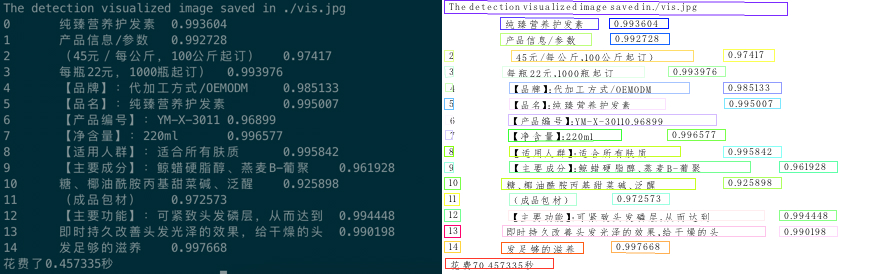 The detection visualized image saved in ./vis.jpg
0 纯臻营养护发素 0.993604
1 产品信息/参数 0.992728
2 (45元/每公斤, 100公斤起订) 0.97417
3 每瓶22元, 1000瓶起订) 0.993976
4 【品牌】: 代加工方式/OEMODM 0.985133
5 【品名】: 纯臻营养护发素 0.995007
6 【产品编号】: YM-X-3011 0.96899
7 【净含量】: 220ml 0.996577
8 【适用人群】: 适合所有肤质 0.995842
9 【主要成分】: 鲸蜡硬脂醇、燕麦B-葡聚 0.961928
10 糖、椰油酰胺丙基甜菜碱、泛醒 0.925898
11 (成品包材) 0.972573
12 【主要功能】: 可紧致头发磷层, 从而达到 0.994448
13 即时持久改善头发光泽的效果, 给干燥的头 0.990198
14 发足够的滋养 0.997668
花费了0.457335秒
The detection visualized image saved in./vis.jpg
纯臻营养护发素 0.993604
产品信息/参数 0.992728
2 (45元/每公斤.100公斤起订) 0.97417
3 每瓶22元.1000瓶起订 0.993976
4 【品牌】:代加工方式/OEMODM 0.985133
5 【品名】:纯臻营养护发素 0.995007
6 【产品编号】:YM-X-30110.96899
7 【净含量】:220ml 0.996577
8 【适用人群】:适合所有肤质 0.995842
9 【主要成分】:鲸蜡硬脂醇、燕麦B葡聚 0.961928
10 糖、椰油酰胺丙基甜菜碱、泛醒 0.925898
11 (成品包材) 0.972573
12 【主要功能】:可紧致头发磷层.从而达到 0.994448
13 即时持久改善头发光泽的效果,给干燥的头 0.990198
14 发足够的滋养 0.997668
花费70.457335秒